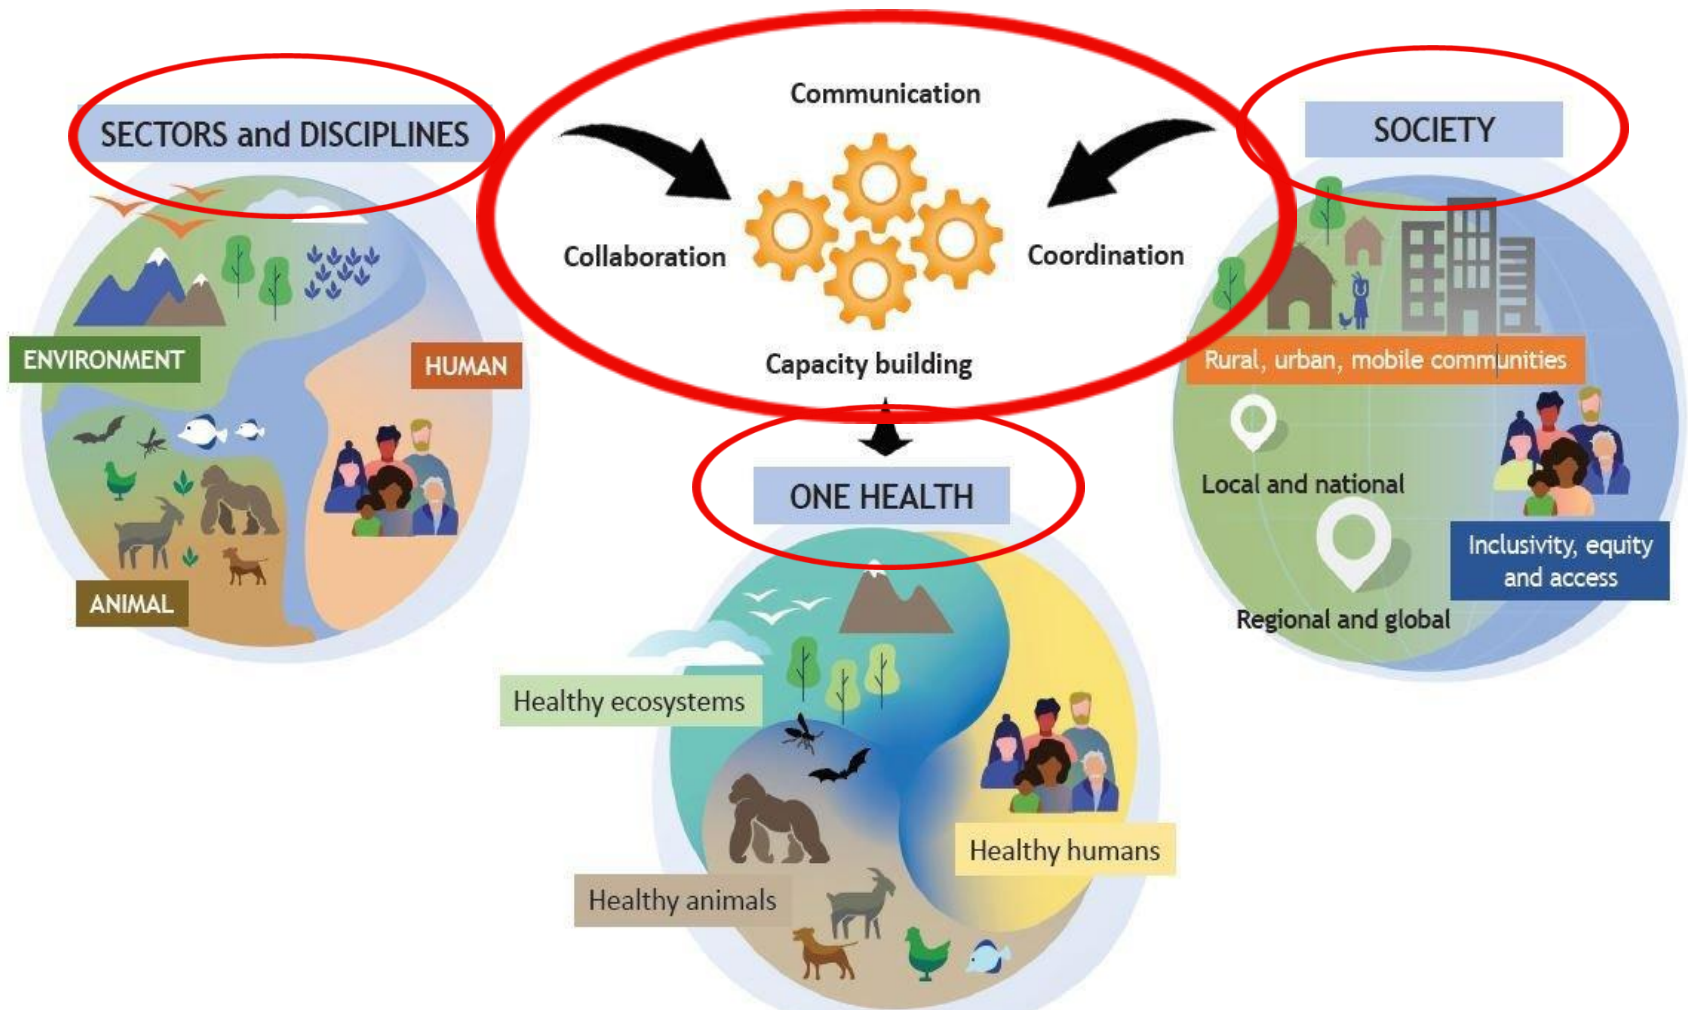 SECTORS and DISCIPLINES
ENVIRONMENT
HUMAN
ANIMAL
Communication
Collaboration
Coordination
Capacity building
SOCIETY
Rural, urban, mobile communities
Local and national
Regional and global
Inclusivity, equity
and access
ONE HEALTH
Healthy ecosystems
Healthy humans
Healthy animals